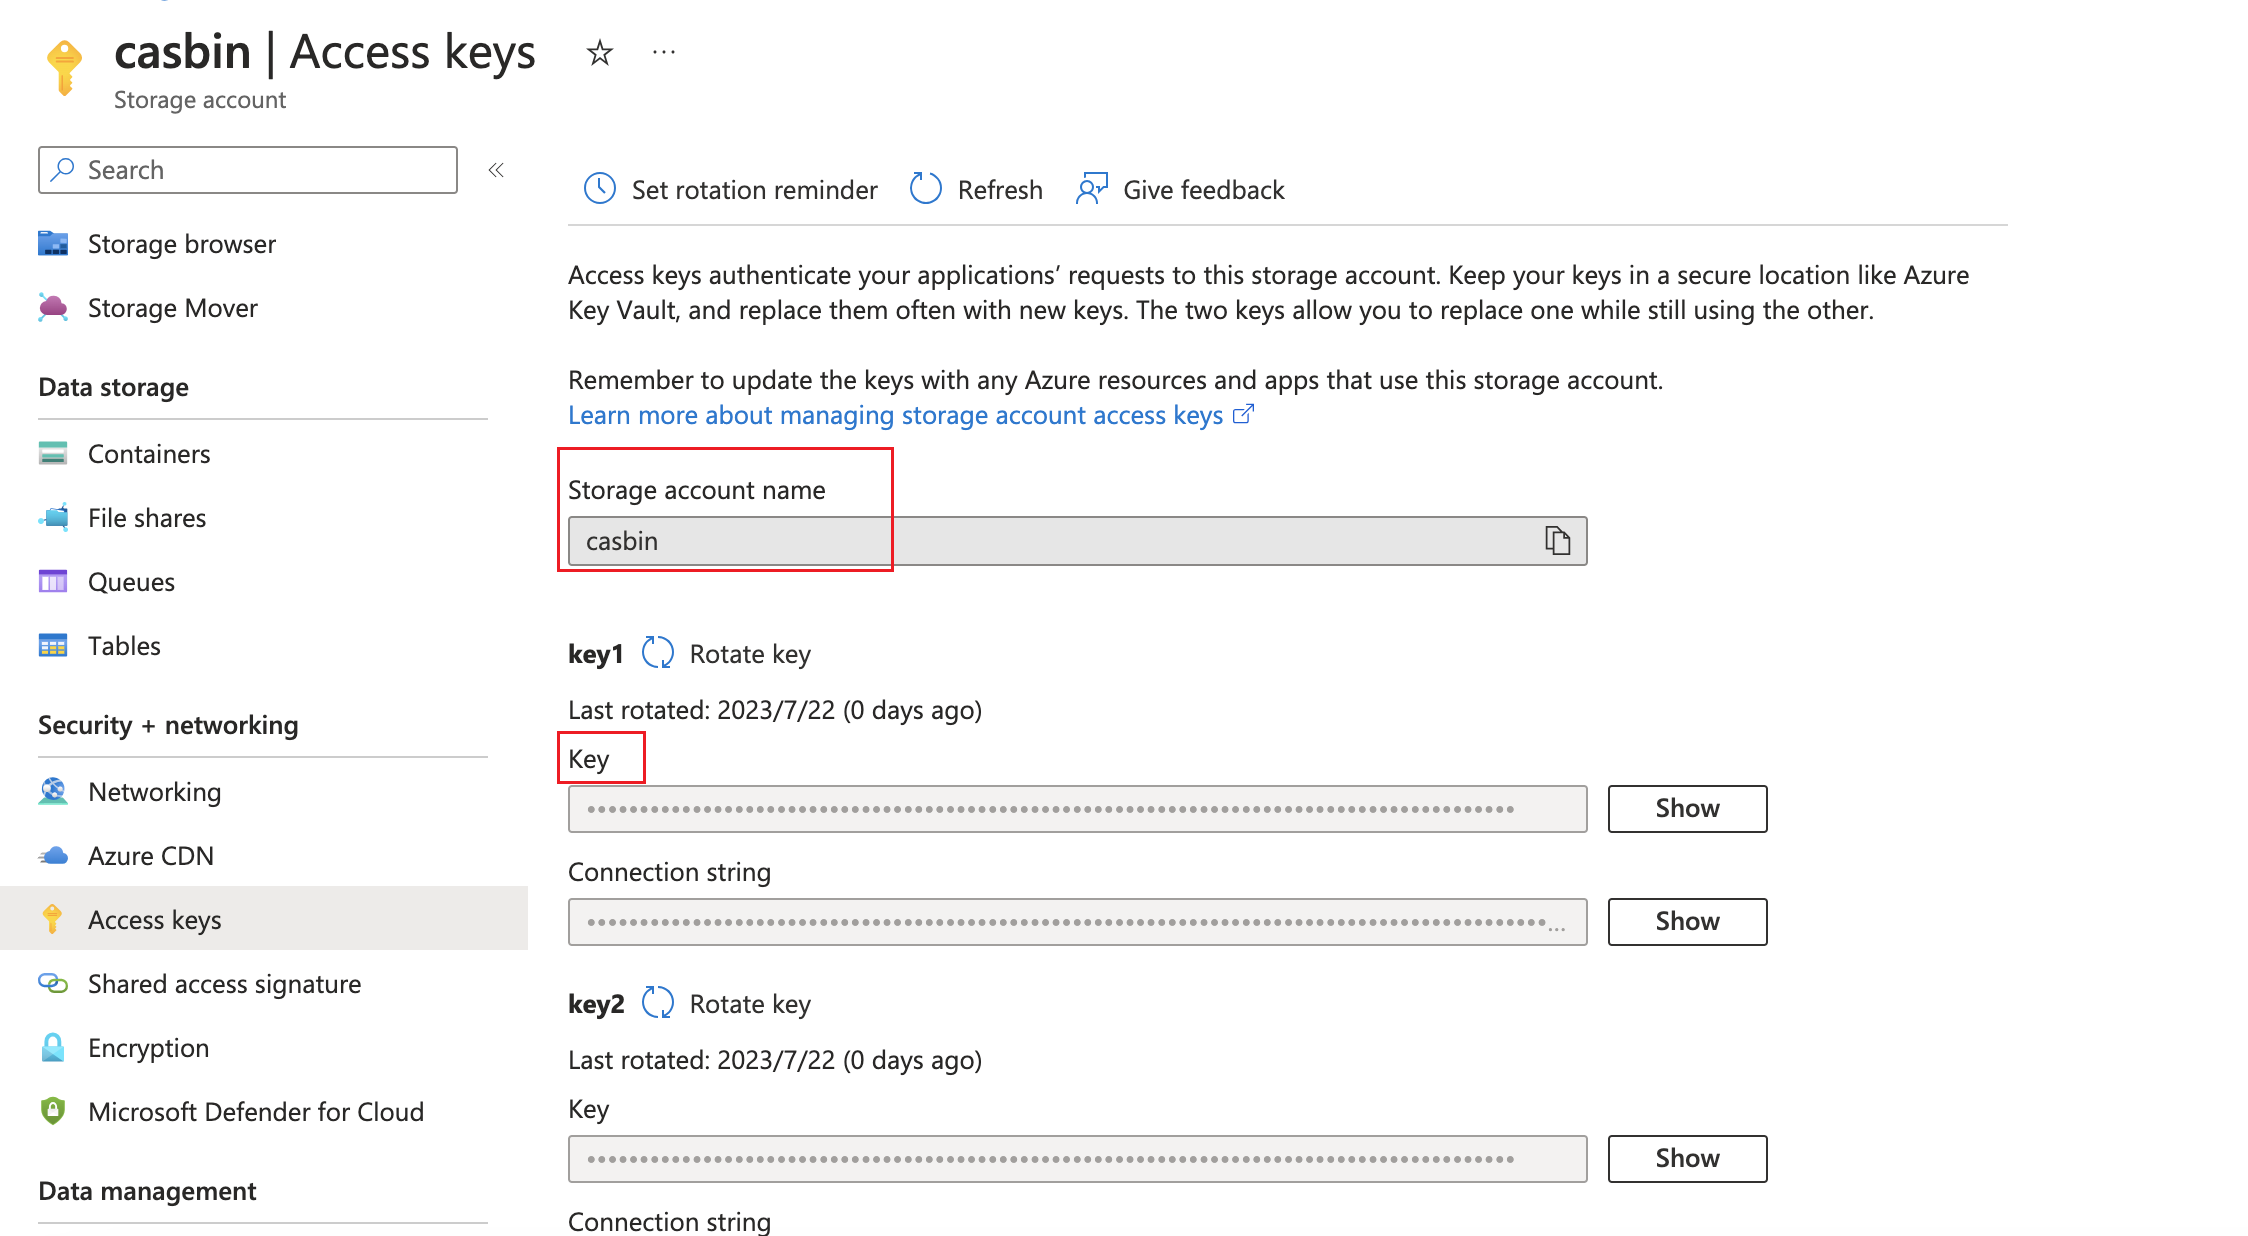 casbin | Access keys
Storage account
Search
Storage browser
Storage Mover
Data storage
Containers
File shares
Queues
Tables
Security + networking
Networking
Azure CDN
Access keys
Shared access signature
Encryption
Microsoft Defender for Cloud
Data management
Set rotation reminder Refresh Give feedback
Access keys authenticate your applications’ requests to this storage account. Keep your keys in a secure location like Azure
Key Vault, and replace them often with new keys. The two keys allow you to replace one while still using the other.
Remember to update the keys with any Azure resources and apps that use this storage account.
Learn more about managing storage account access keys
Storage account name
casbin
key1 Rotate key
Last rotated: 2023/7/22 (0 days ago)
Key
Show
Connection string
Show
key2 Rotate key
Last rotated: 2023/7/22 (0 days ago)
Key
Show
Connection string